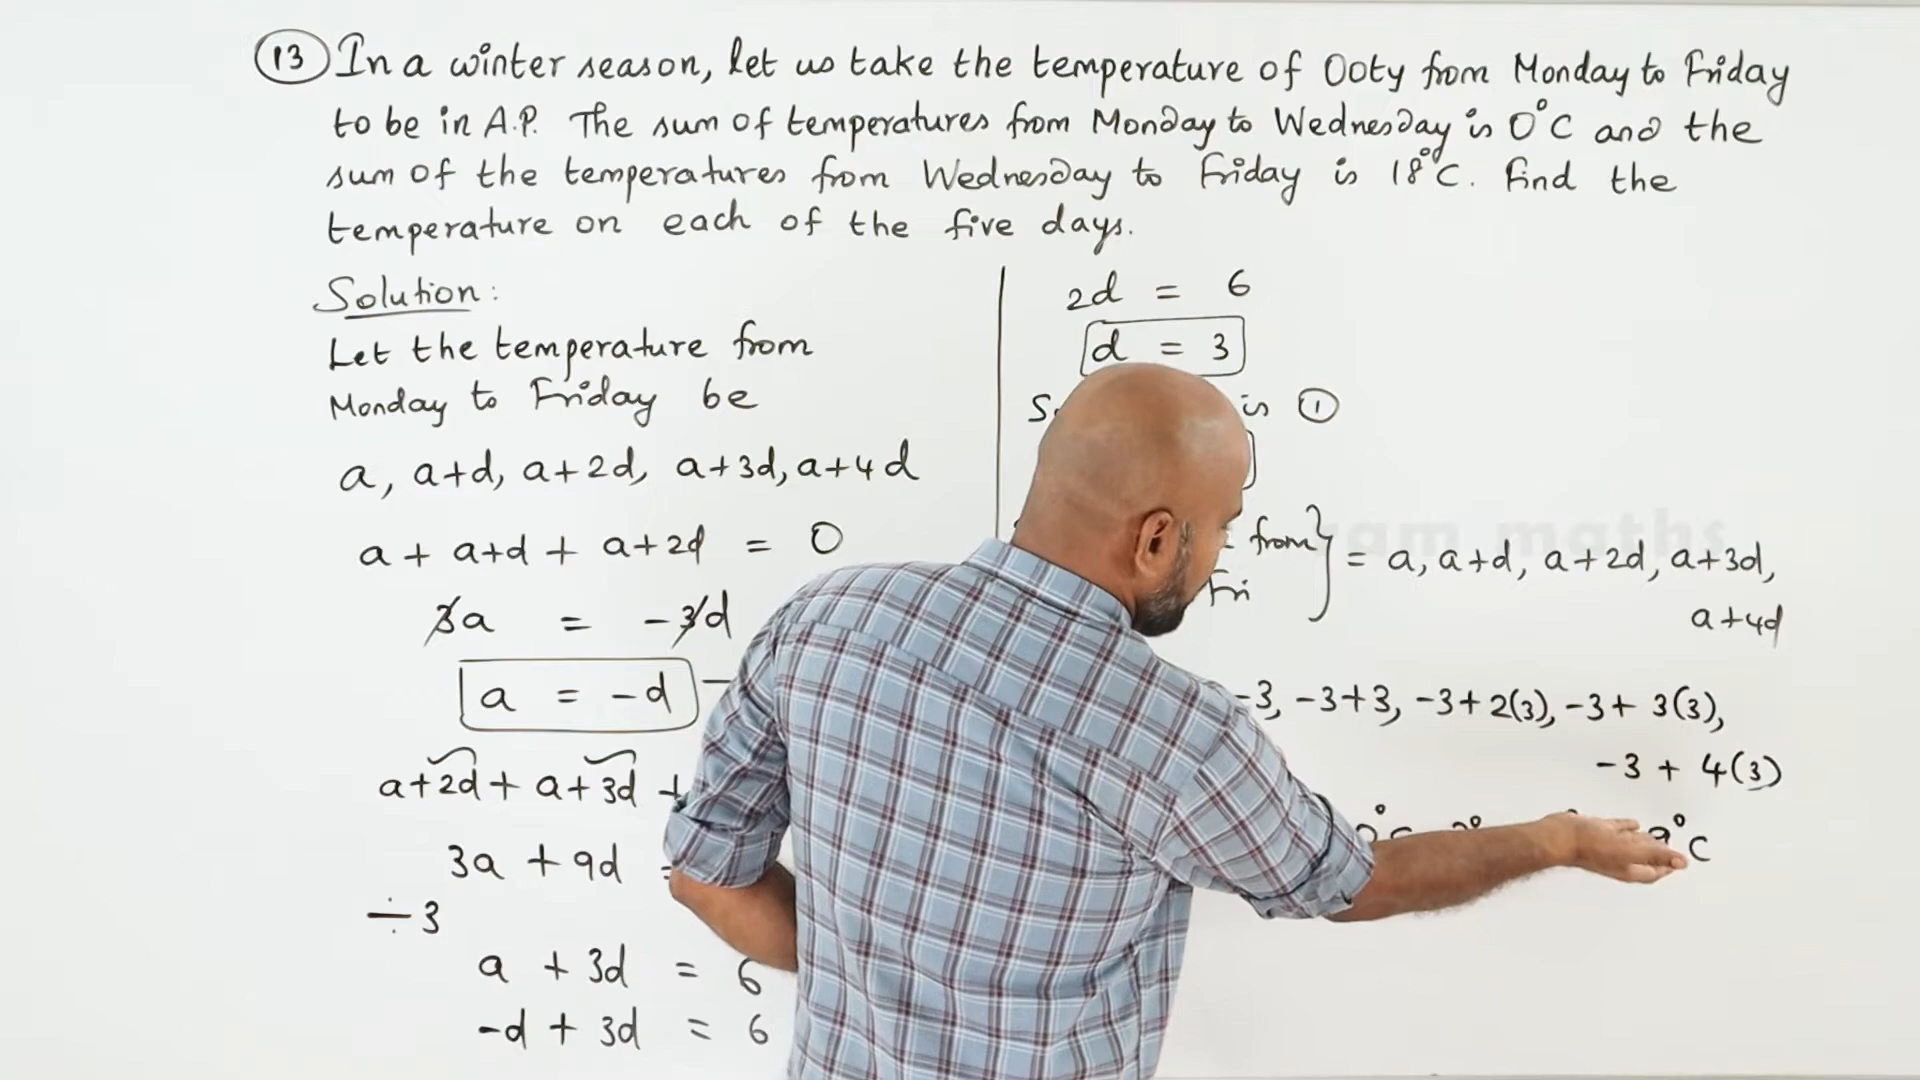 13 In a winter season, let us take the temperature of Ooty from Monday to Friday
to be in A.P. The sum of temperatures from Monday to Wednesday is 0°C and the
sum of the temperatures from Wednesday to Friday is 18°C. Find the
temperature on each of the five days.
Solution:
Let the temperature from
Monday to Friday be
a, a+d, a+2d, a+3d, a+4d
a + a+d + a+2d = 0
3a = -3d
a = -d
a+2d + a+3d +
3a + 9d
÷3
a + 3d = 6
-d + 3d = 6
2d = 6
d = 3
is 1
from } = a, a+d, a+2d, a+3d,
Fri
a+4d
-3, -3+3, -3+2(3), -3+3(3),
-3 + 4(3)
9°C